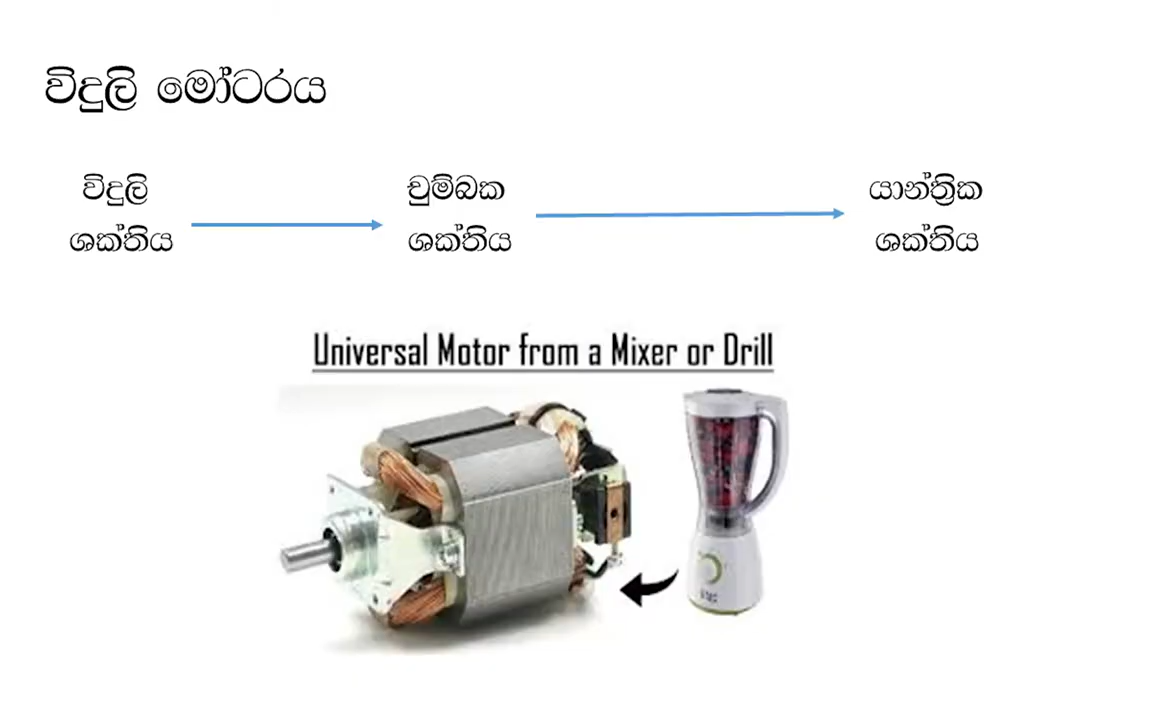 විදුලි මෝටරය
විදුලි
ශක්තිය
චුම්බක
ශක්තිය
යාන්ත්‍රික
ශක්තිය
Universal Motor from a Mixer or Drill